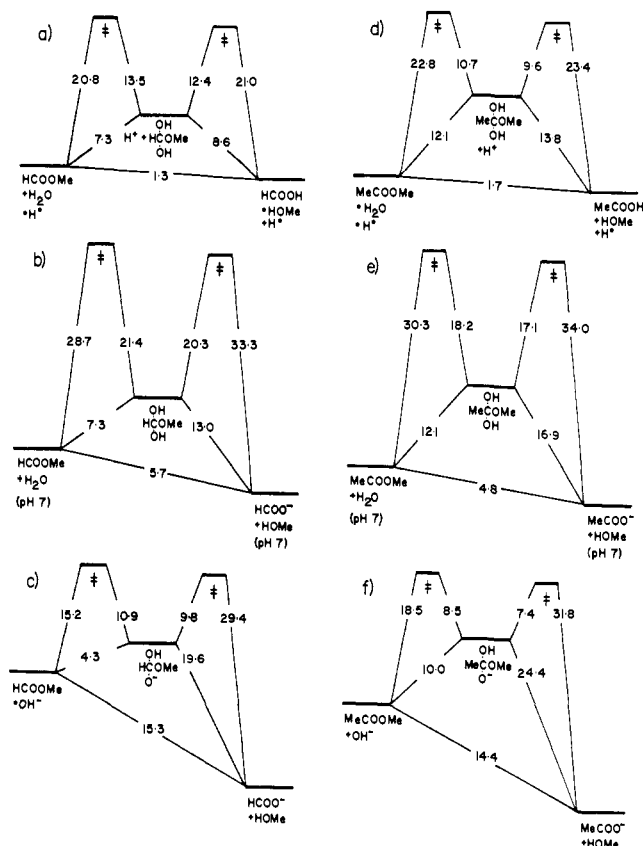 a)
‡
‡
20·8
13·5
12·4
21·0
7·3
OH
H⁺ + HCOMe
OH
8·6
1·3
HCOOMe
+H₂O
+H⁺
HCOOH
+HOMe
+H⁺
d)
‡
‡
22·8
10·7
9·6
23·4
12·1
OH
MeCOMe
OH
+H⁺
13·8
1·7
MeCOOMe
+H₂O
+H⁺
MeCOOH
+HOMe
+H⁺
b)
‡
‡
28·7
21·4
20·3
33·3
7·3
OH
HCOMe
OH
13·0
5·7
HCOOMe
+H₂O
(pH 7)
HCOO⁻
+HOMe
(pH 7)
e)
‡
‡
30·3
18·2
17·1
34·0
12·1
OH
MeCOMe
OH
16·9
4·8
MeCOOMe
+H₂O
(pH 7)
MeCOO⁻
+HOMe
(pH 7)
c)
‡
‡
15·2
10·9
9·8
29·4
4·3
OH
HCOMe
O⁻
19·6
15·3
HCOOMe
+OH⁻
HCOO⁻
+HOMe
f)
‡
‡
18·5
8·5
7·4
31·8
10·0
OH
MeCOMe
O⁻
24·4
14·4
MeCOOMe
+OH⁻
MeCOO⁻
+HOMe